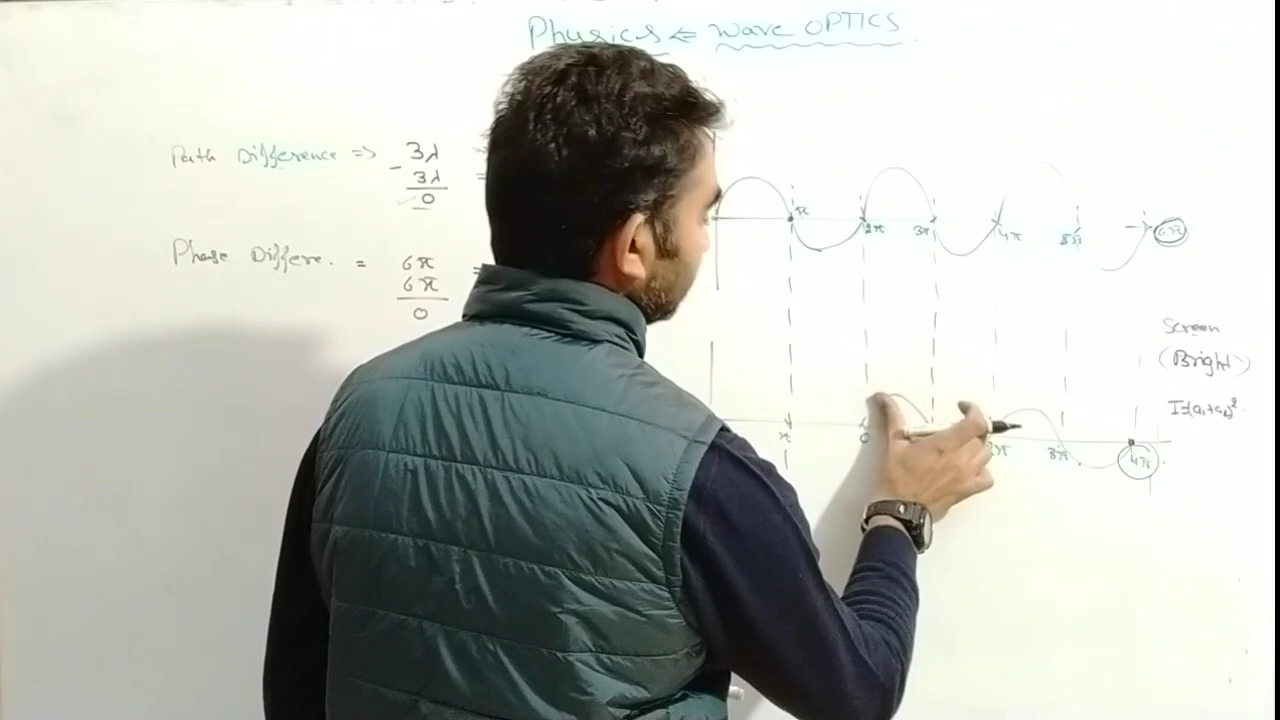 Physics ⇐ Wave OPTICS.
Path Difference => - 3λ =
3λ =
0
Phase Differe. = 6π
6π =
0
π 2π 3π 4π 5π 6π
Screen
(Bright)
I=(a₁+a₂)²
π 0 2π 3π 4π